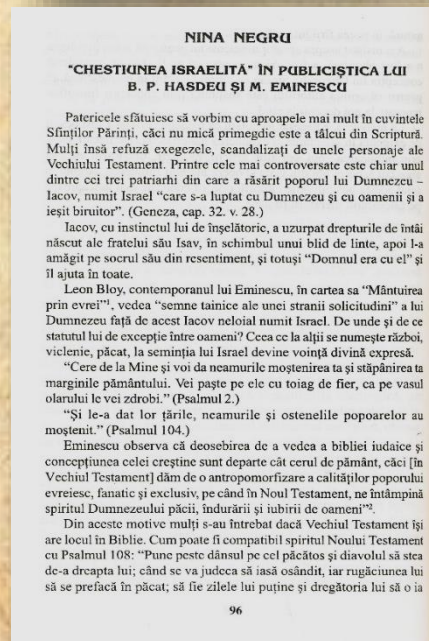 NINA NEGRU
"CHESTIUNEA ISRAELITĂ" ÎN PUBLICISTICA LUI
B. P. HASDEU ŞI M. EMINESCU
Patericele sfătuiesc să vorbim cu aproapele mai mult în cuvintele
Sfinţilor Părinţi, căci nu mică primegdie este a tâlcui din Scriptură.
Mulţi însă refuză exegezele, scandalizaţi de unele personaje ale
Vechiului Testament. Printre cele mai controversate este chiar unul
dintre cei trei patriarhi din care a răsărit poporul lui Dumnezeu –
Iacov, numit Israel "care s-a luptat cu Dumnezeu şi cu oamenii şi a
ieşit biruitor". (Geneza, cap. 32. v. 28.)
Iacov, cu instinctul lui de înşelătoric, a uzurpat drepturile de întâi
născut ale fratelui său Isav, în schimbul unui blid de linte, apoi l-a
amăgit pe socrul său din resentiment, şi totuşi "Domnul era cu el" şi
îl ajuta în toate.
Leon Bloy, contemporanul lui Eminescu, în cartea sa "Mântuirea
prin evrei"¹, vedea "semne tainice ale unei stranii solicitudini" a lui
Dumnezeu faţă de acest Iacov neloial numit Israel. De unde şi de ce
statutul lui de excepţie între oameni? Ceea ce la alţii se numeşte război,
viclenie, păcat, la seminţia lui Israel devine voinţă divină expresă.
"Cere de la Mine şi voi da neamurile moştenirea ta şi stăpânirea ta
marginile pământului. Vei paşte pe ele cu toiag de fier, ca pe vasul
olarului le vei zdrobi." (Psalmul 2.)
"Şi le-a dat lor ţările, neamurile şi ostenelile popoarelor au
moştenit." (Psalmul 104.)
Eminescu observa că deosebirea de a vedea a bibliei iudaice şi
concepţiunea celei creştine sunt departe cât cerul de pământ, căci [în
Vechiul Testament] dăm de o antropomorfizare a calităţilor poporului
evreiesc, fanatic şi exclusiv, pe când în Noul Testament, ne întâmpină
spiritul Dumnezeului păcii, îndurării şi iubirii de oameni"².
Din aceste motive mulţi s-au întrebat dacă Vechiul Testament îşi
are locul în Biblie. Cum poate fi compatibil spiritul Noului Testament
cu Psalmul 108: "Pune peste dânsul pe cel păcătos şi diavolul să stea
de-a dreapta lui; când se va judeca să iasă osândit, iar rugăciunea lui
să se prefacă în păcat; să fie zilele lui puţine şi dregătoria lui să o ia
96